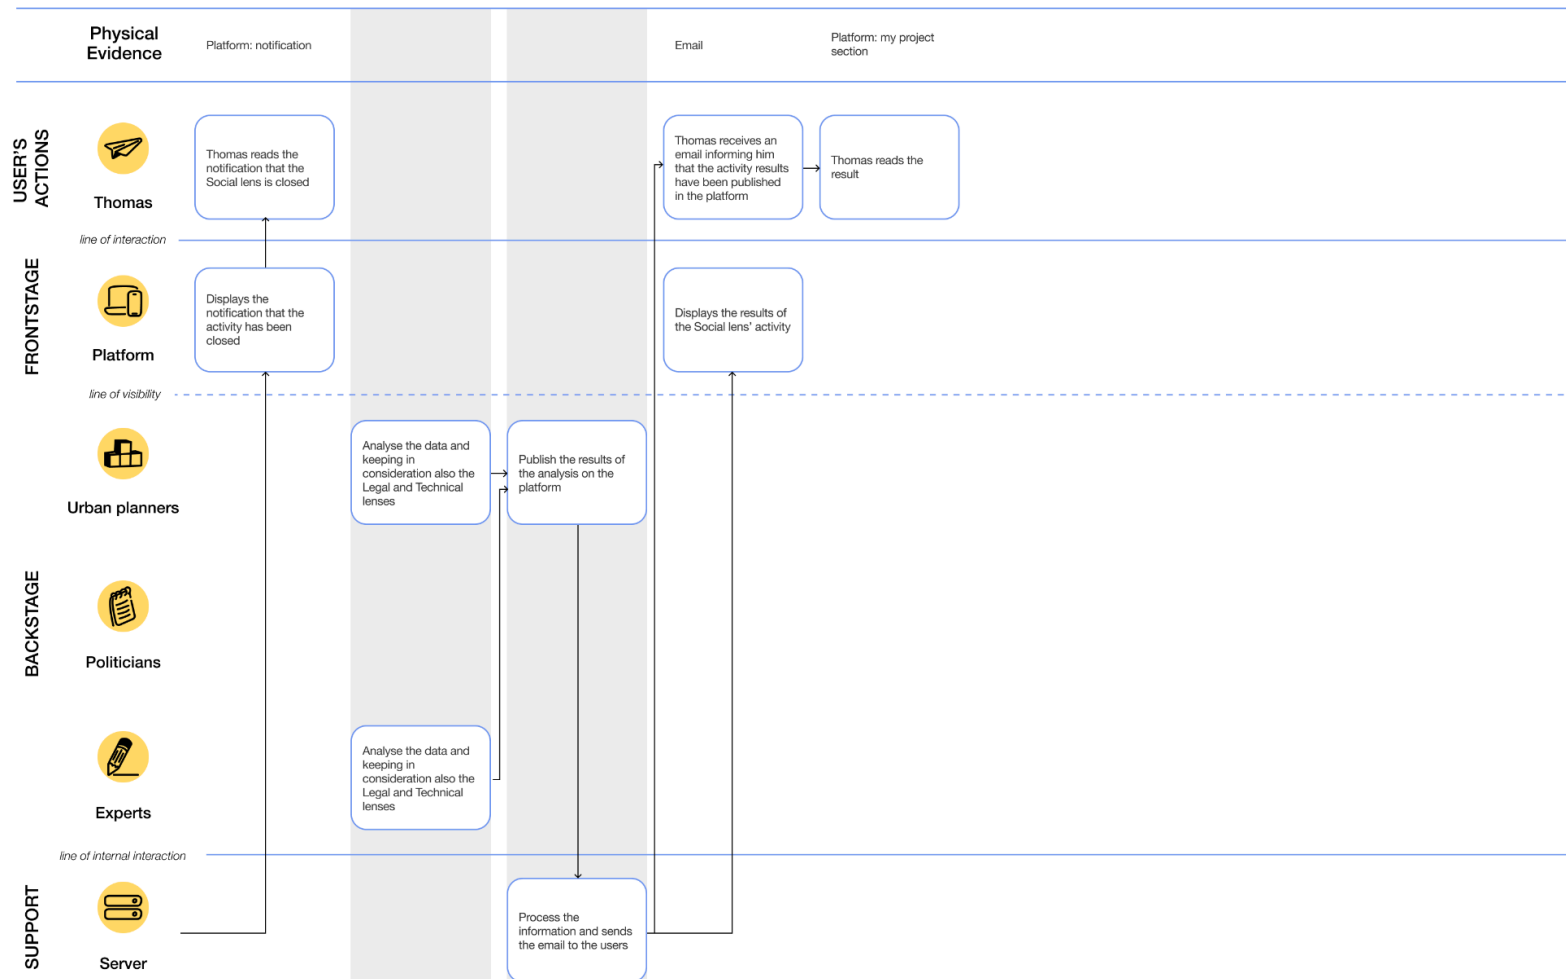 Physical
Evidence
Platform: notification
Email
Platform: my project
section
USER'S
ACTIONS
Thomas
Thomas reads the
notification that the
Social lens is closed
Thomas receives an
email informing him
that the activity results
have been published
in the platform
Thomas reads the
result
line of interaction
FRONTSTAGE
Platform
Displays the
notification that the
activity has been
closed
Displays the results of
the Social lens' activity
line of visibility
BACKSTAGE
Urban planners
Analyse the data and
keeping in
consideration also the
Legal and Technical
lenses
Publish the results of
the analysis on the
platform
Politicians
Experts
Analyse the data and
keeping in
consideration also the
Legal and Technical
lenses
line of internal interaction
SUPPORT
Server
Process the
information and sends
the email to the users